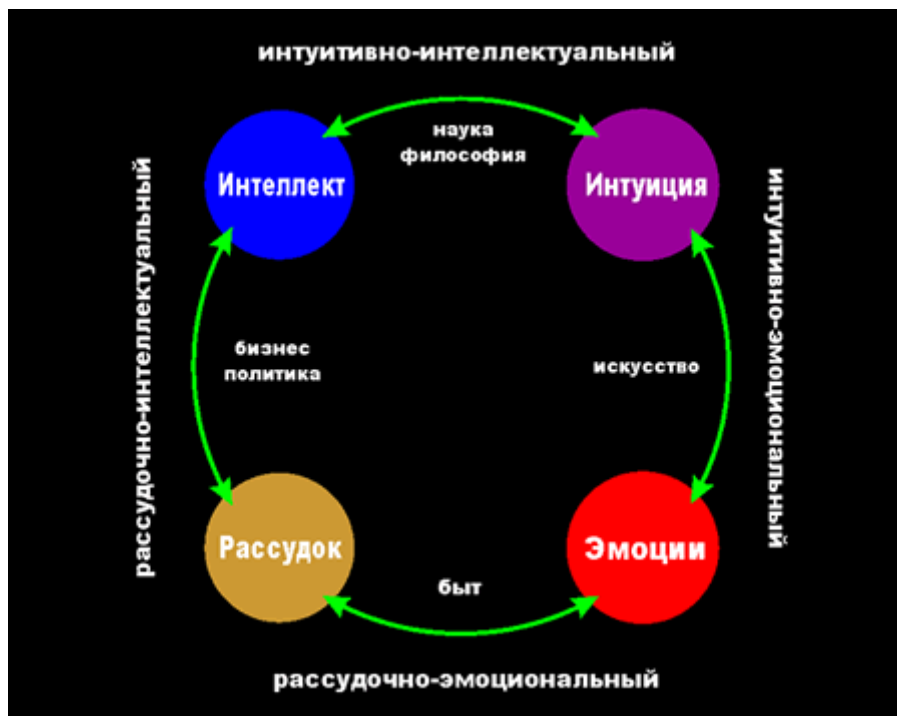 интуитивно-интеллектуальный
наука
философия
Интеллект
Интуиция
рассудочно-интеллектуальный
интуитивно-эмоциональный
бизнес
политика
искусство
Рассудок
Эмоции
быт
рассудочно-эмоциональный